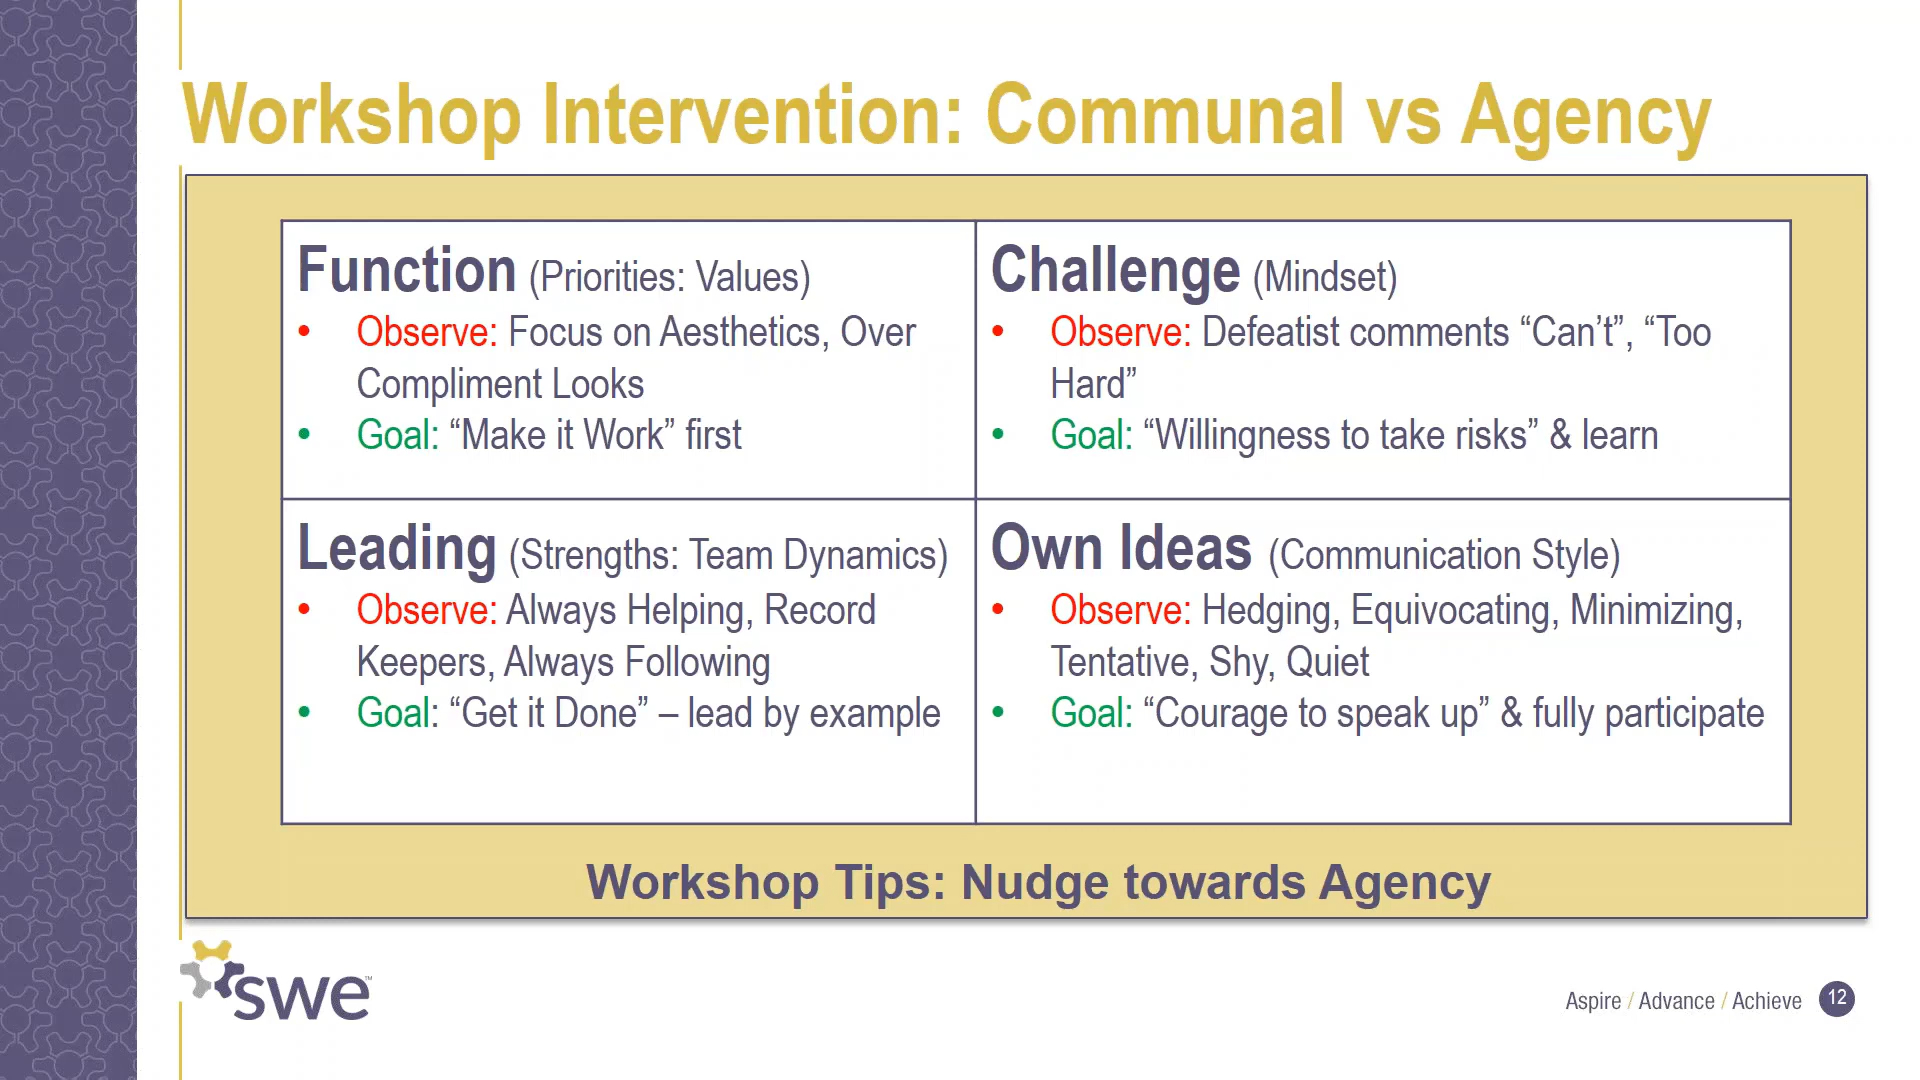 Workshop Intervention: Communal vs Agency
Function (Priorities: Values)
• Observe: Focus on Aesthetics, Over
Compliment Looks
• Goal: “Make it Work” first
Challenge (Mindset)
• Observe: Defeatist comments “Can’t”, “Too
Hard”
• Goal: “Willingness to take risks” & learn
Leading (Strengths: Team Dynamics)
• Observe: Always Helping, Record
Keepers, Always Following
• Goal: “Get it Done” – lead by example
Own Ideas (Communication Style)
• Observe: Hedging, Equivocating, Minimizing,
Tentative, Shy, Quiet
• Goal: “Courage to speak up” & fully participate
Workshop Tips: Nudge towards Agency
swe™
Aspire / Advance / Achieve 12